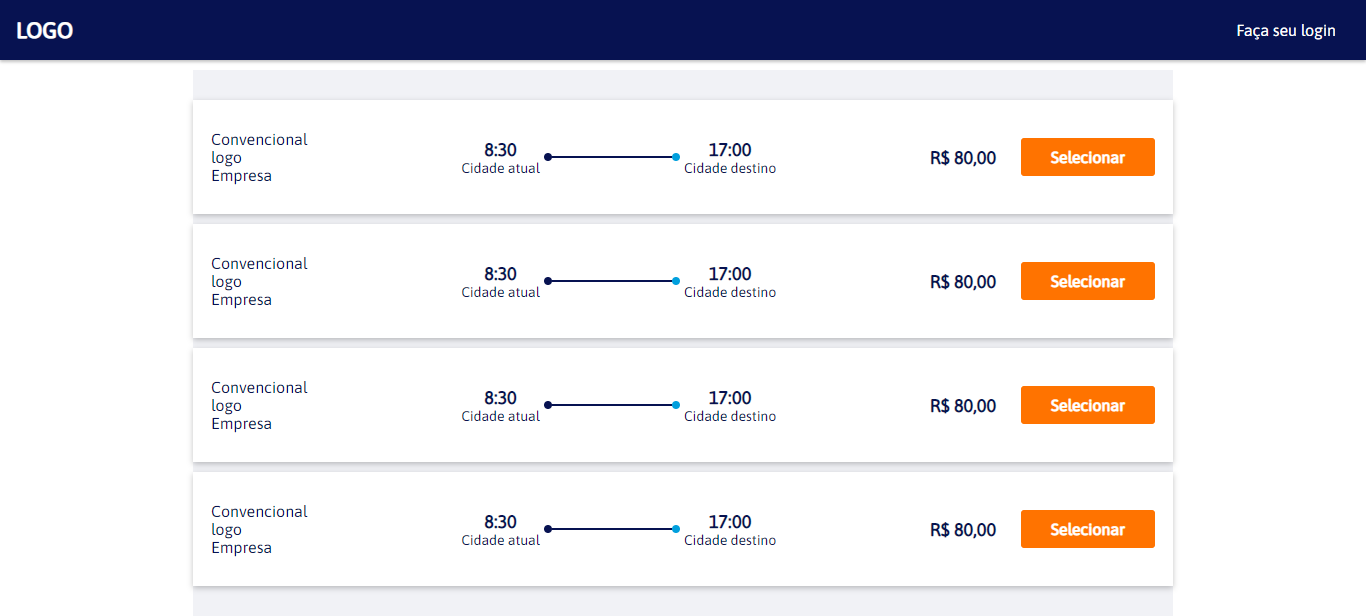 LOGO
Faça seu login
Convencional
logo
Empresa
8:30
Cidade atual
17:00
Cidade destino
R$ 80,00
Selecionar
Convencional
logo
Empresa
8:30
Cidade atual
17:00
Cidade destino
R$ 80,00
Selecionar
Convencional
logo
Empresa
8:30
Cidade atual
17:00
Cidade destino
R$ 80,00
Selecionar
Convencional
logo
Empresa
8:30
Cidade atual
17:00
Cidade destino
R$ 80,00
Selecionar